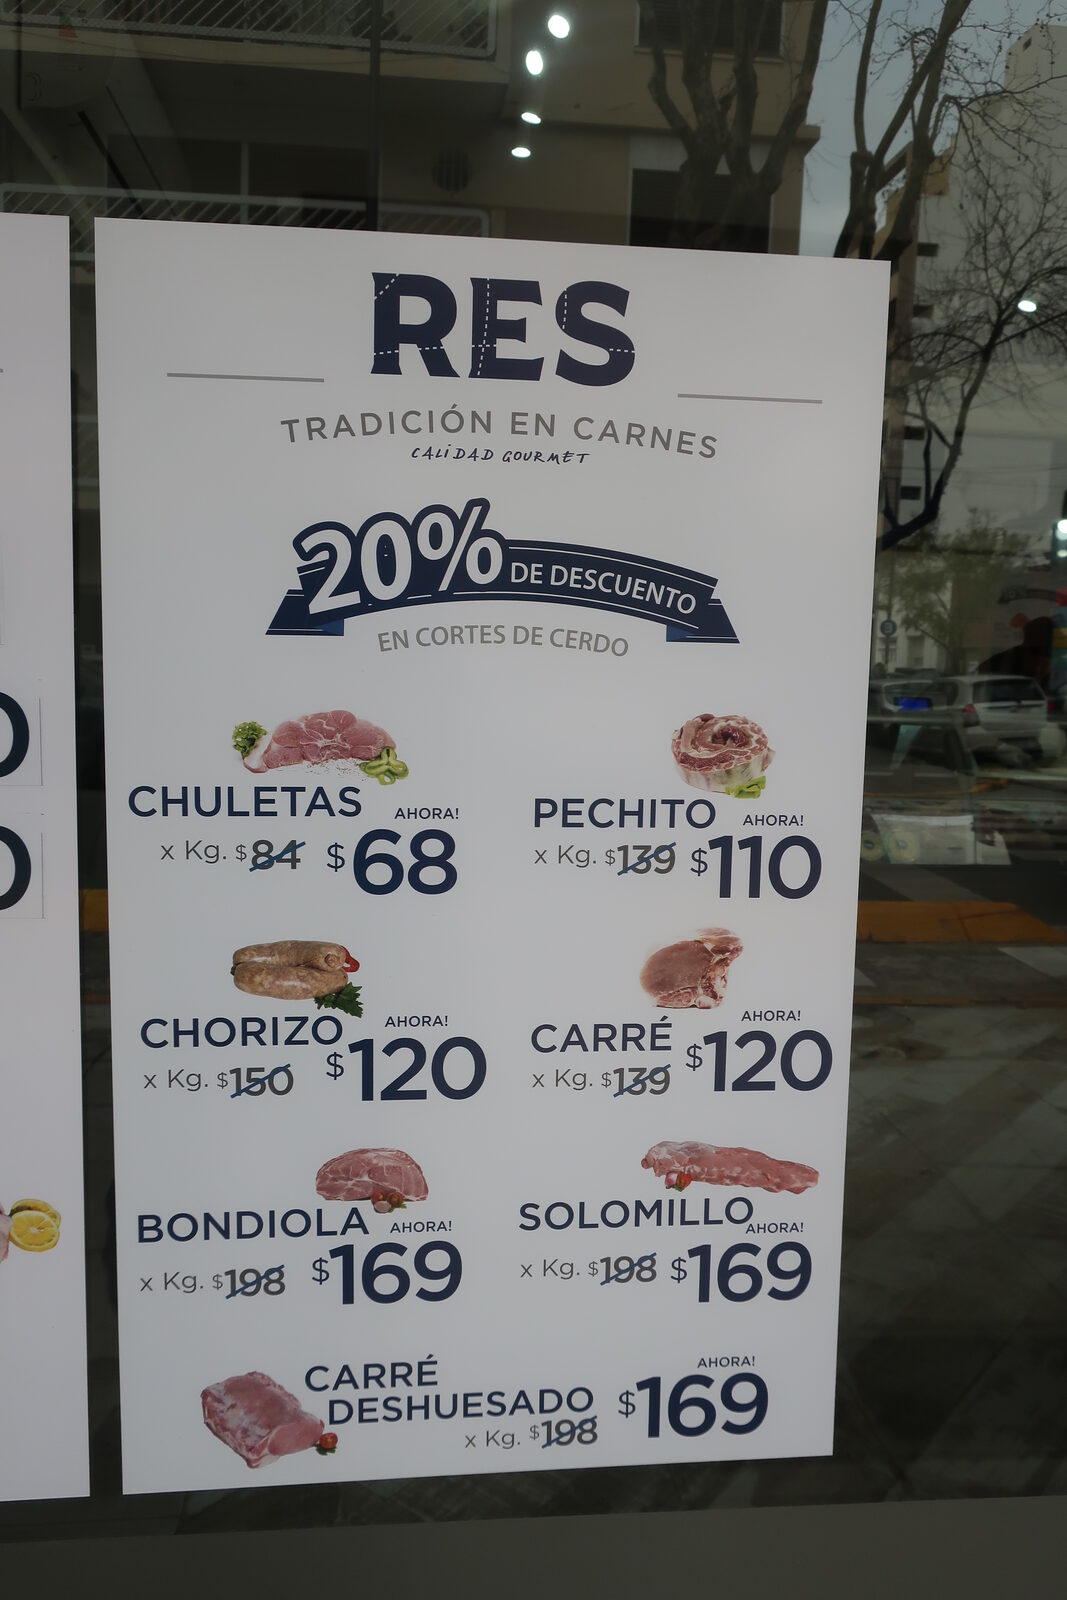 RES
TRADICIÓN EN CARNES
CALIDAD GOURMET
20% DE DESCUENTO
EN CORTES DE CERDO
CHULETAS AHORA!
x Kg. $84 $68
PECHITO AHORA!
x Kg. $139 $110
CHORIZO AHORA!
x Kg. $150 $120
CARRÉ AHORA!
x Kg. $139 $120
BONDIOLA AHORA!
x Kg. $198 $169
SOLOMILLO AHORA!
x Kg. $198 $169
CARRÉ AHORA!
DESHUESADO $169
x Kg. $198